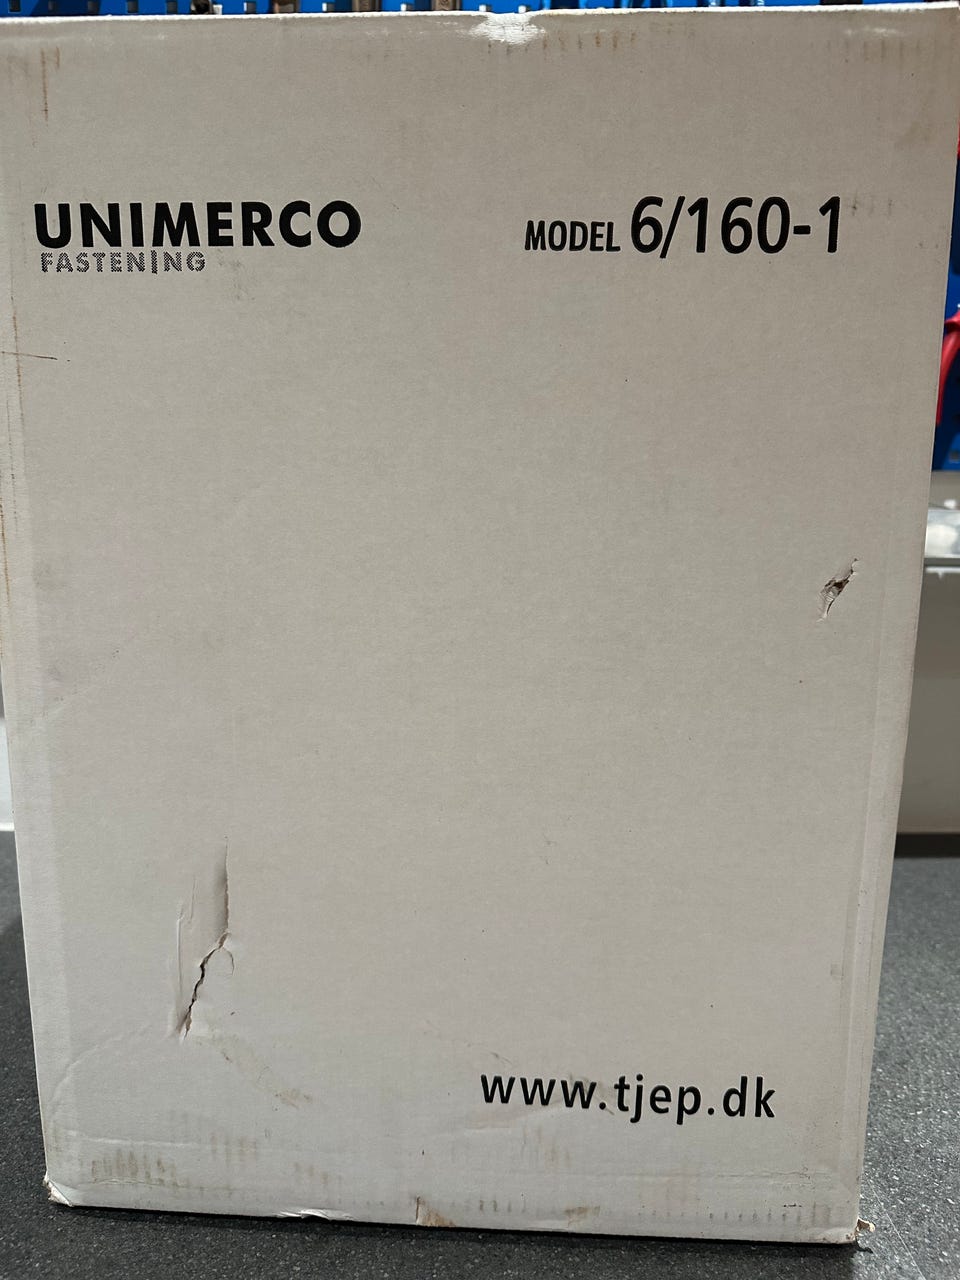 UNIMERCO
FASTENING
MODEL 6/160-1
www.tjep.dk